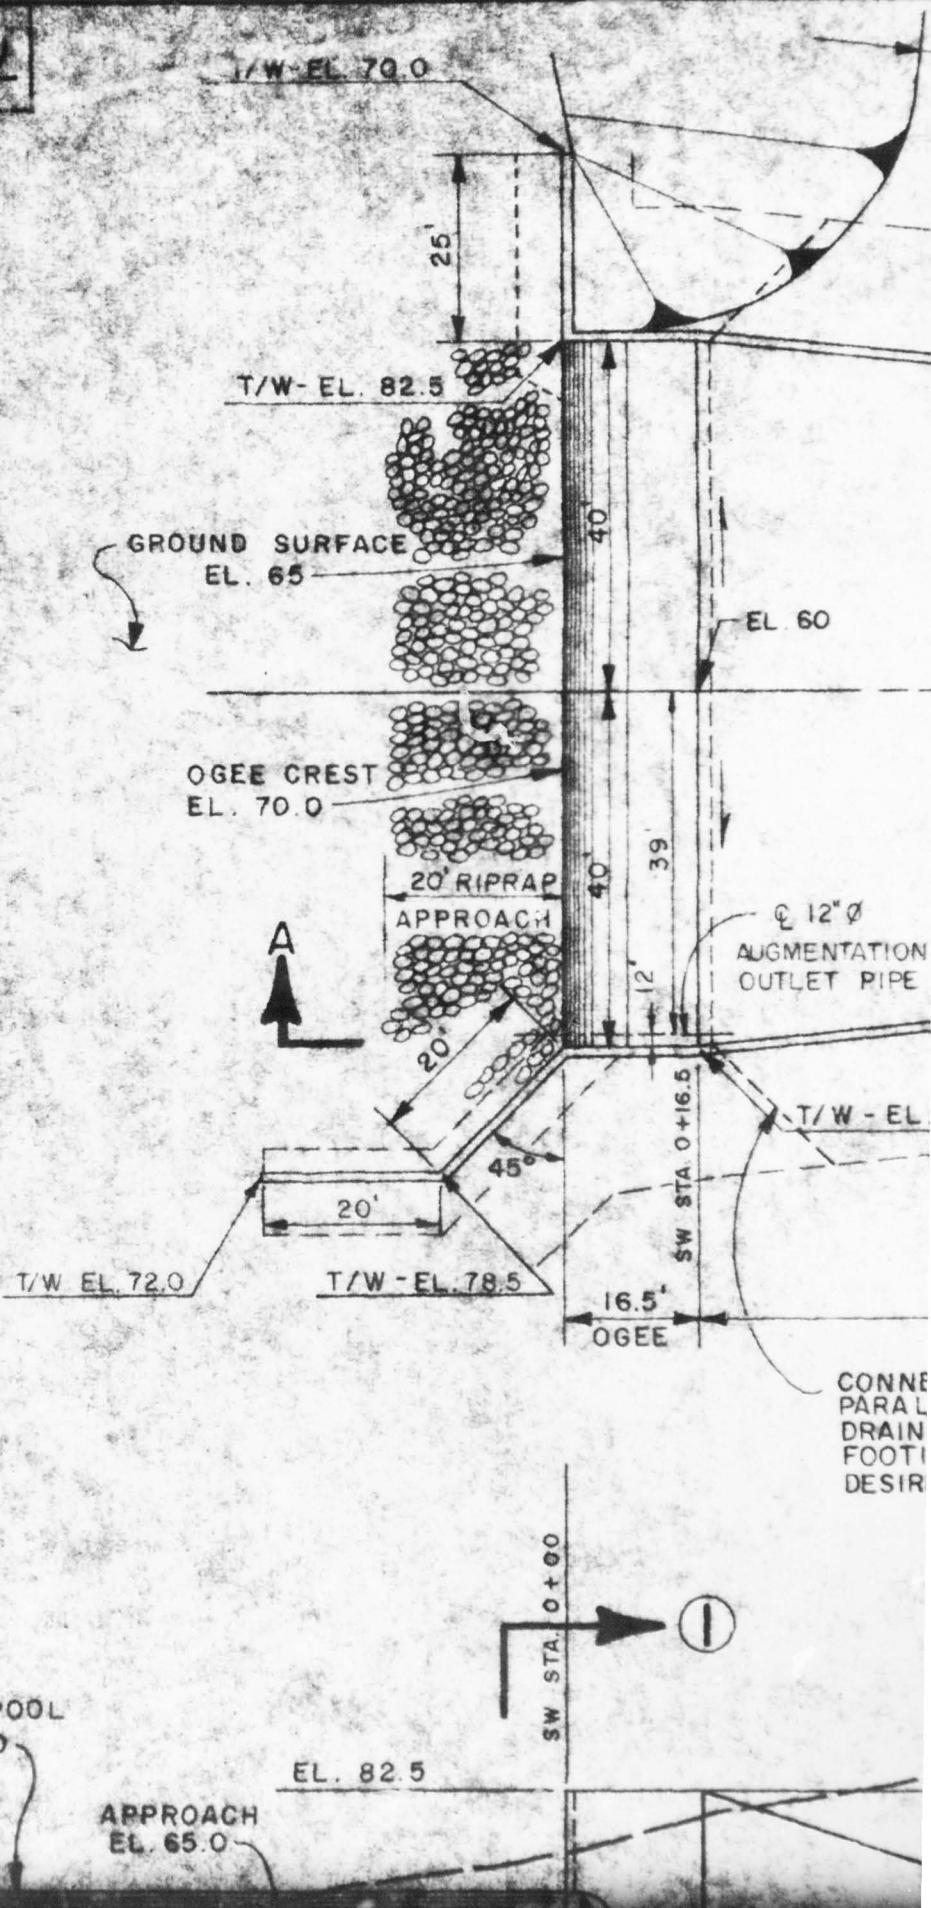 T/W-EL. 70.0
25'
T/W- EL. 82.5
40'
GROUND SURFACE
EL. 65
EL. 60
OGEE CREST
EL. 70.0
40'
39'
20' RIPRAP
APPROACH
℄ 12"Ø
AUGMENTATION
OUTLET PIPE
A
12"
20'
45°
T/W - EL.
SW STA. 0+16.5
20'
T/W EL. 72.0
T/W - EL. 78.5
16.5'
OGEE
CONNE
PARAL
DRAIN
FOOTI
DESIR
SW STA. 0+00
1
POOL
EL. 82.5
APPROACH
EL. 65.0